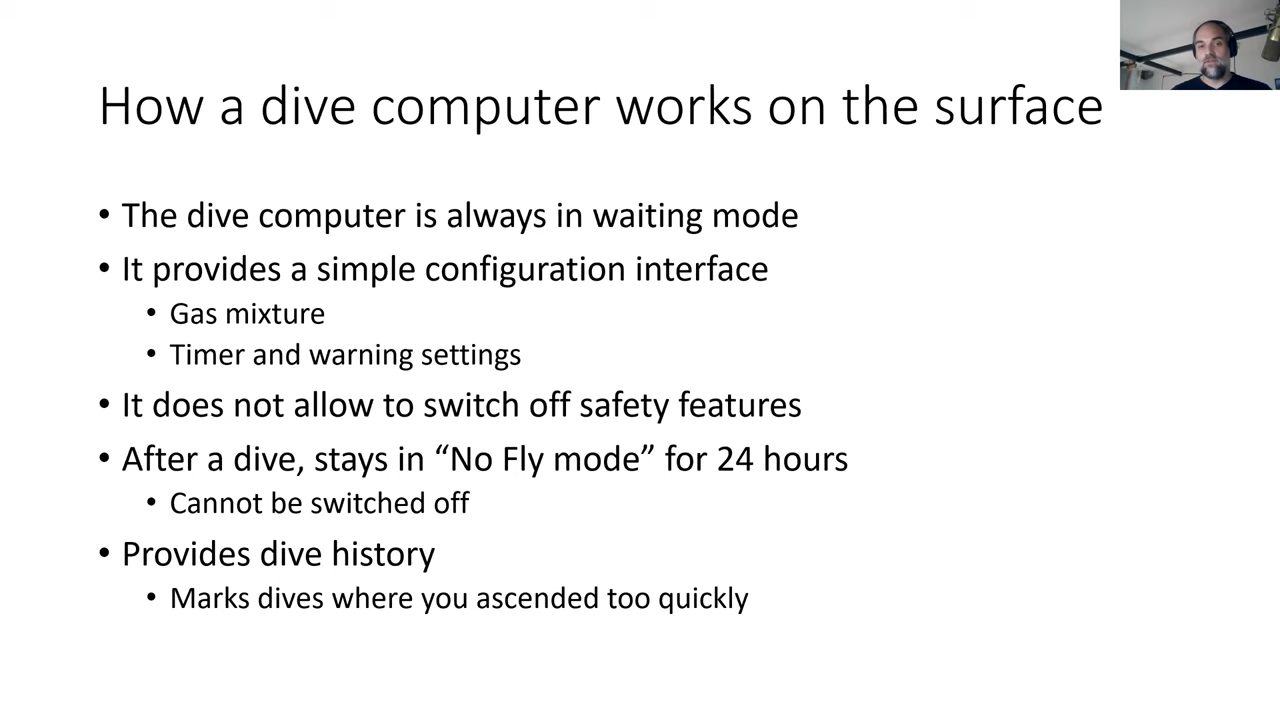 How a dive computer works on the surface
• The dive computer is always in waiting mode
• It provides a simple configuration interface
• Gas mixture
• Timer and warning settings
• It does not allow to switch off safety features
• After a dive, stays in “No Fly mode” for 24 hours
• Cannot be switched off
• Provides dive history
• Marks dives where you ascended too quickly